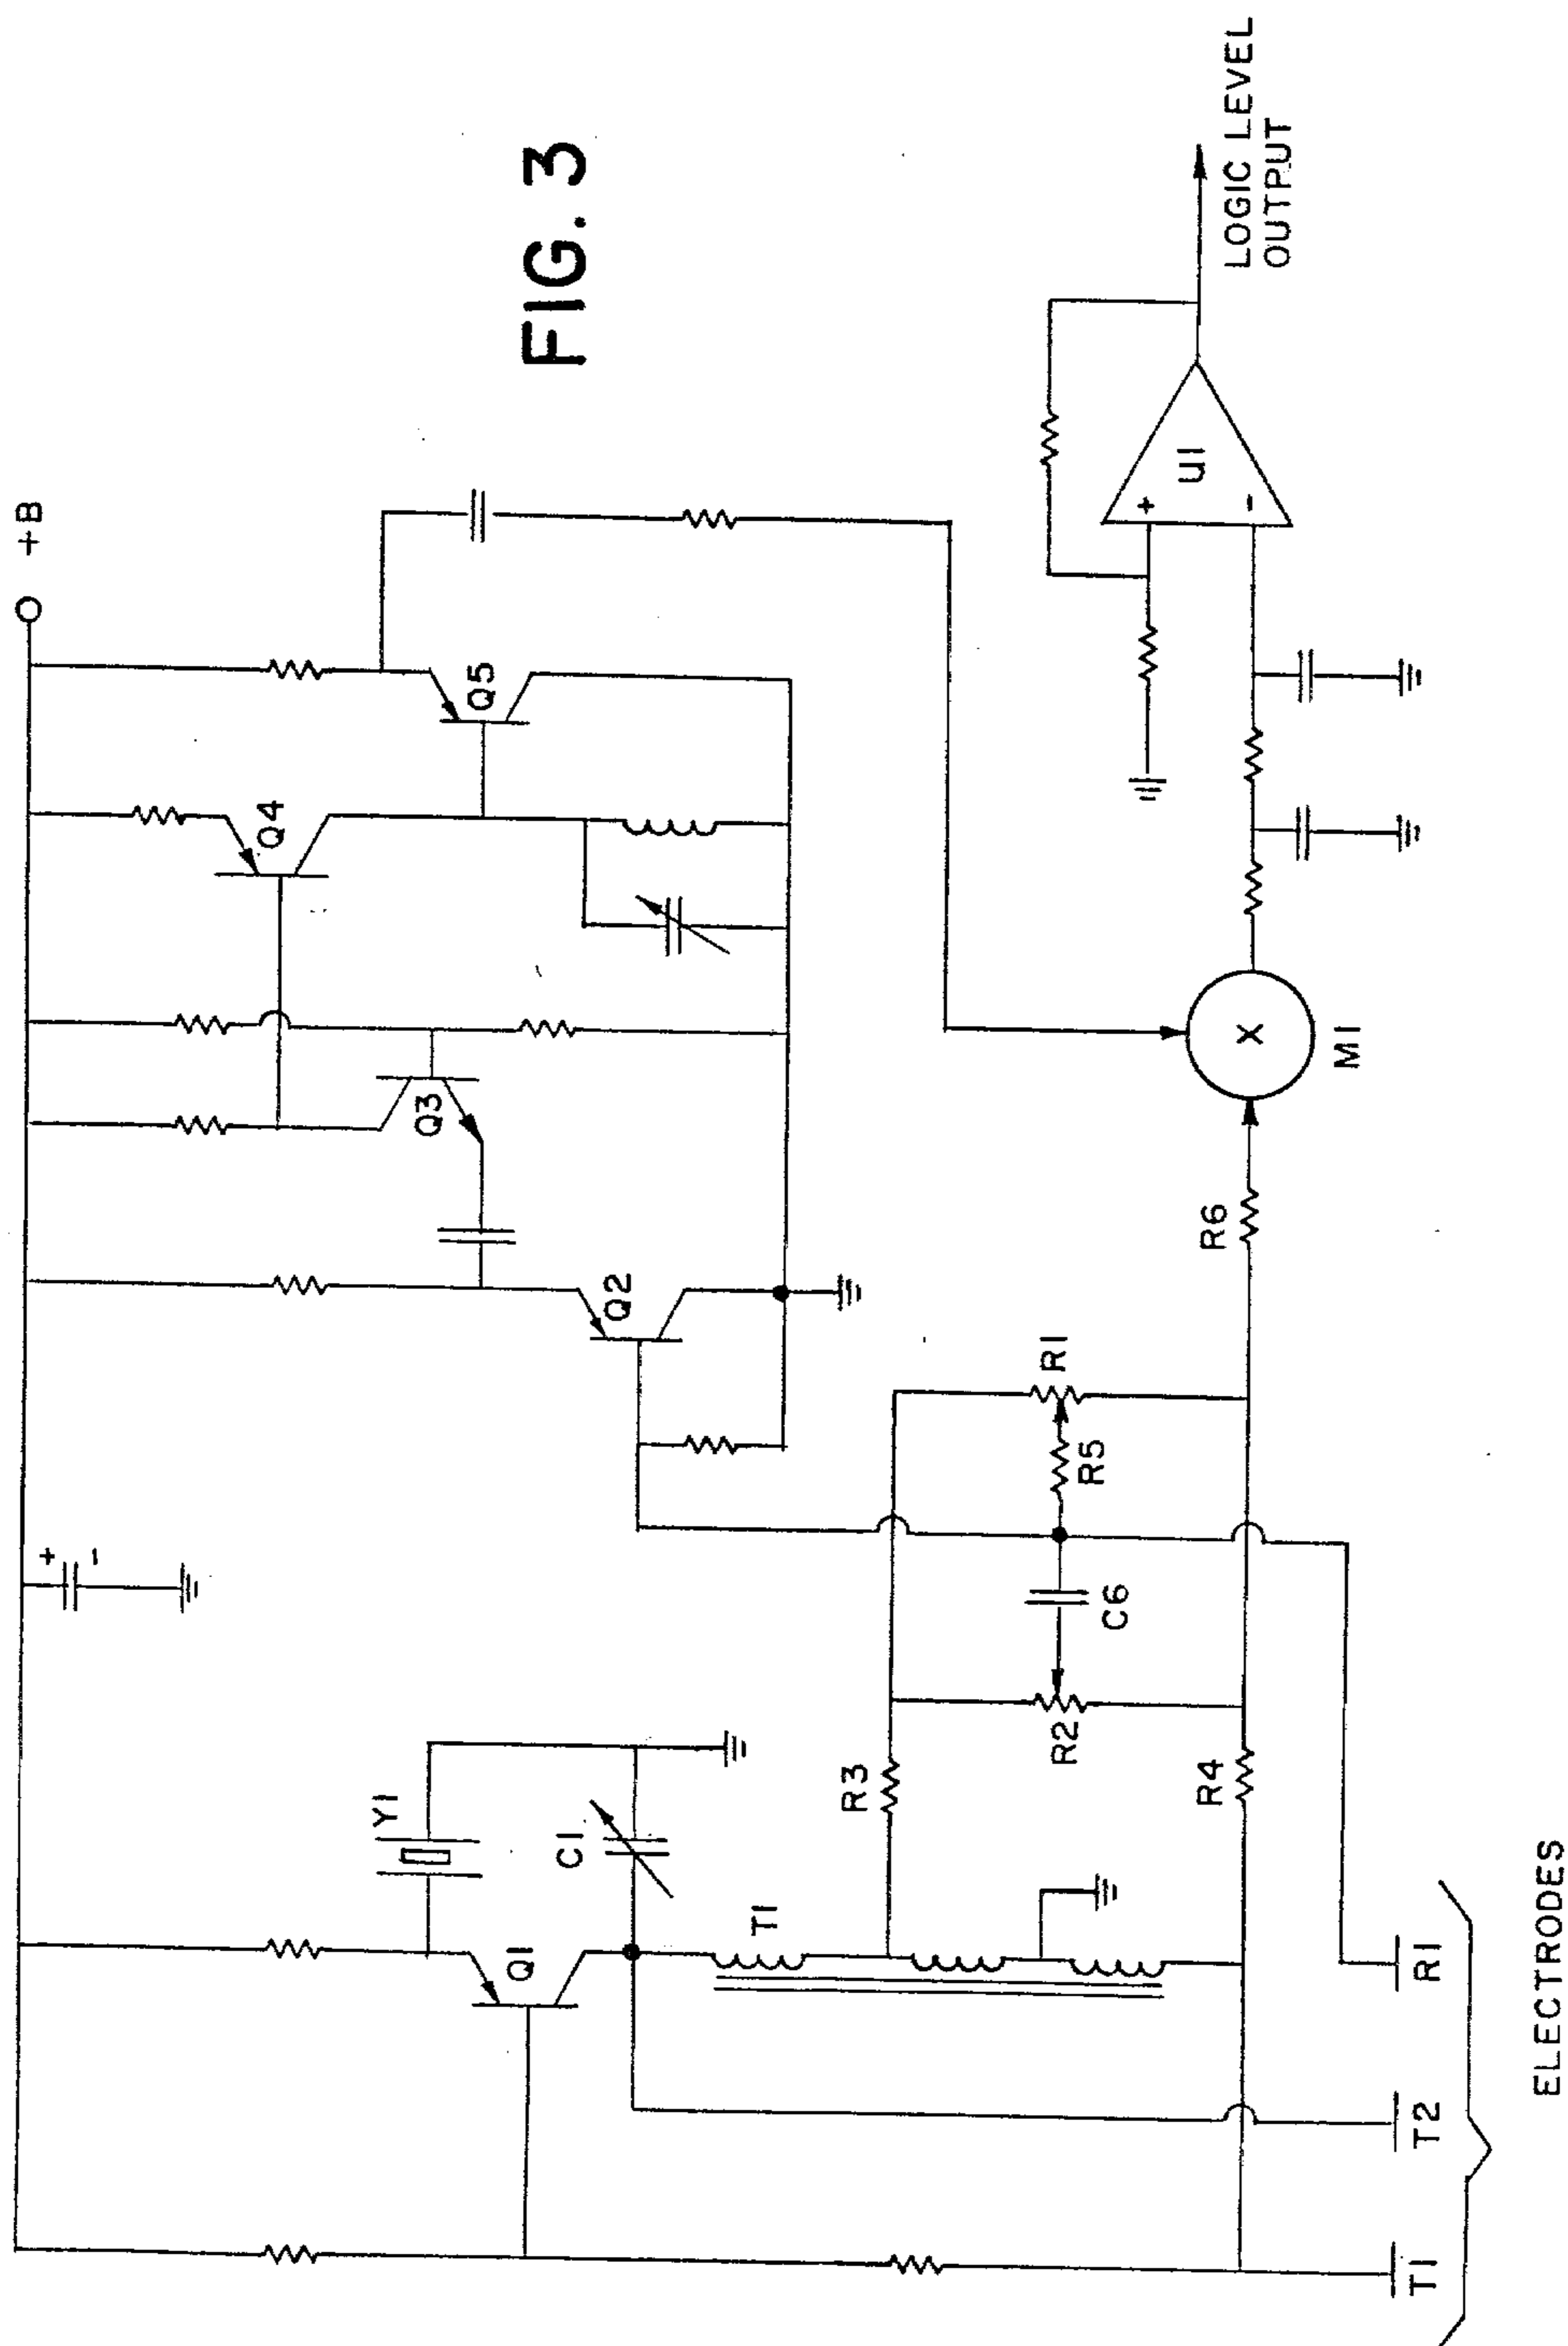 FIG. 3
+B
Q4
Q5
Q3
Q2
+
-
Y1
Q1
C1
T1
R3
R4
R2
C6
R5
R1
R6
X
M1
+
-
U1
LOGIC LEVEL
OUTPUT
T1
T2
R1
ELECTRODES